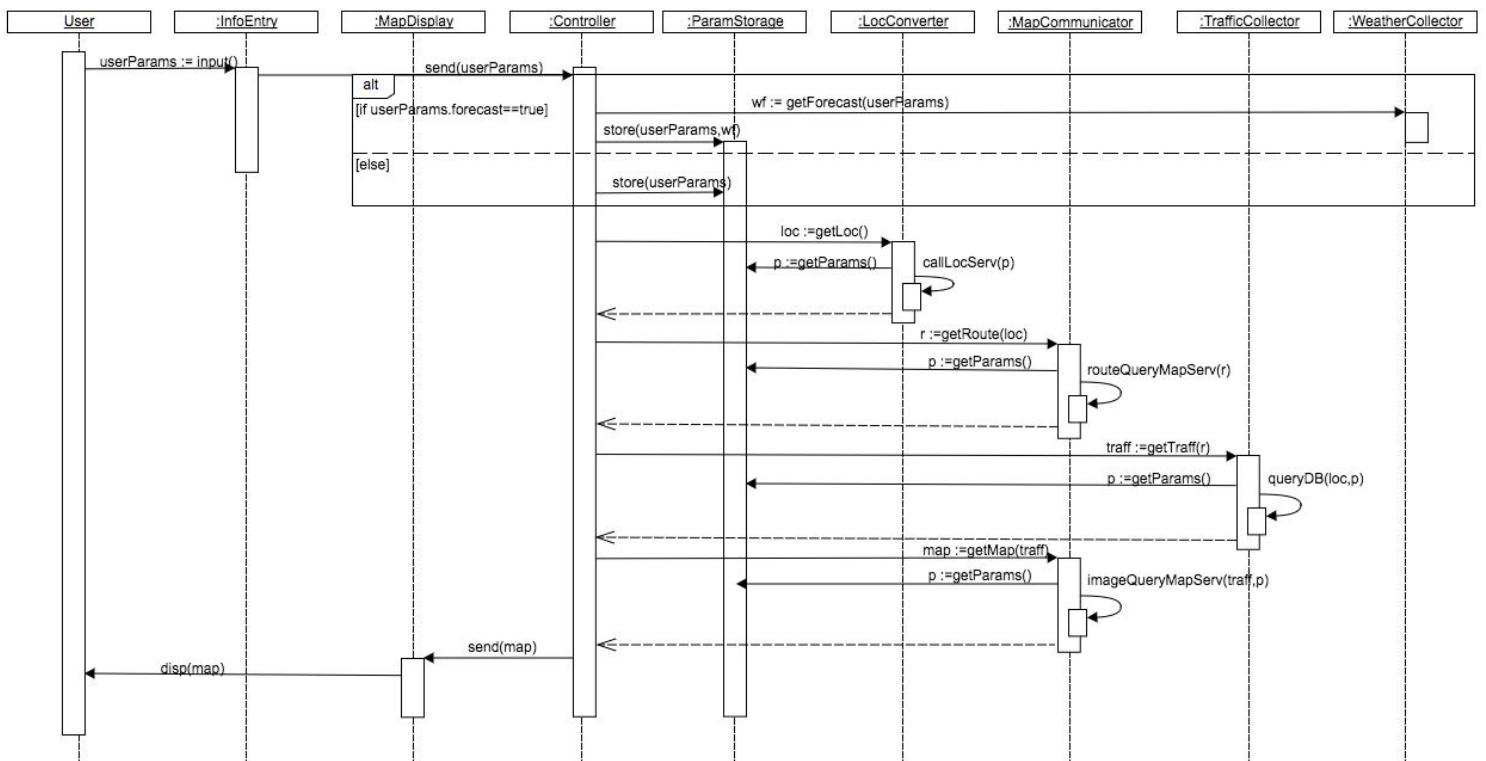 User
:InfoEntry
:MapDisplay
:Controller
:ParamStorage
:LocConverter
:MapCommunicator
:TrafficCollector
:WeatherCollector
userParams := input()
send(userParams)
alt
[if userParams.forecast==true]
wf := getForecast(userParams)
store(userParams,wf)
[else]
store(userParams)
loc :=getLoc()
p :=getParams()
callLocServ(p)
r :=getRoute(loc)
p :=getParams()
routeQueryMapServ(r)
traff :=getTraff(r)
p :=getParams()
queryDB(loc,p)
map :=getMap(traff)
p :=getParams()
imageQueryMapServ(traff,p)
send(map)
disp(map)